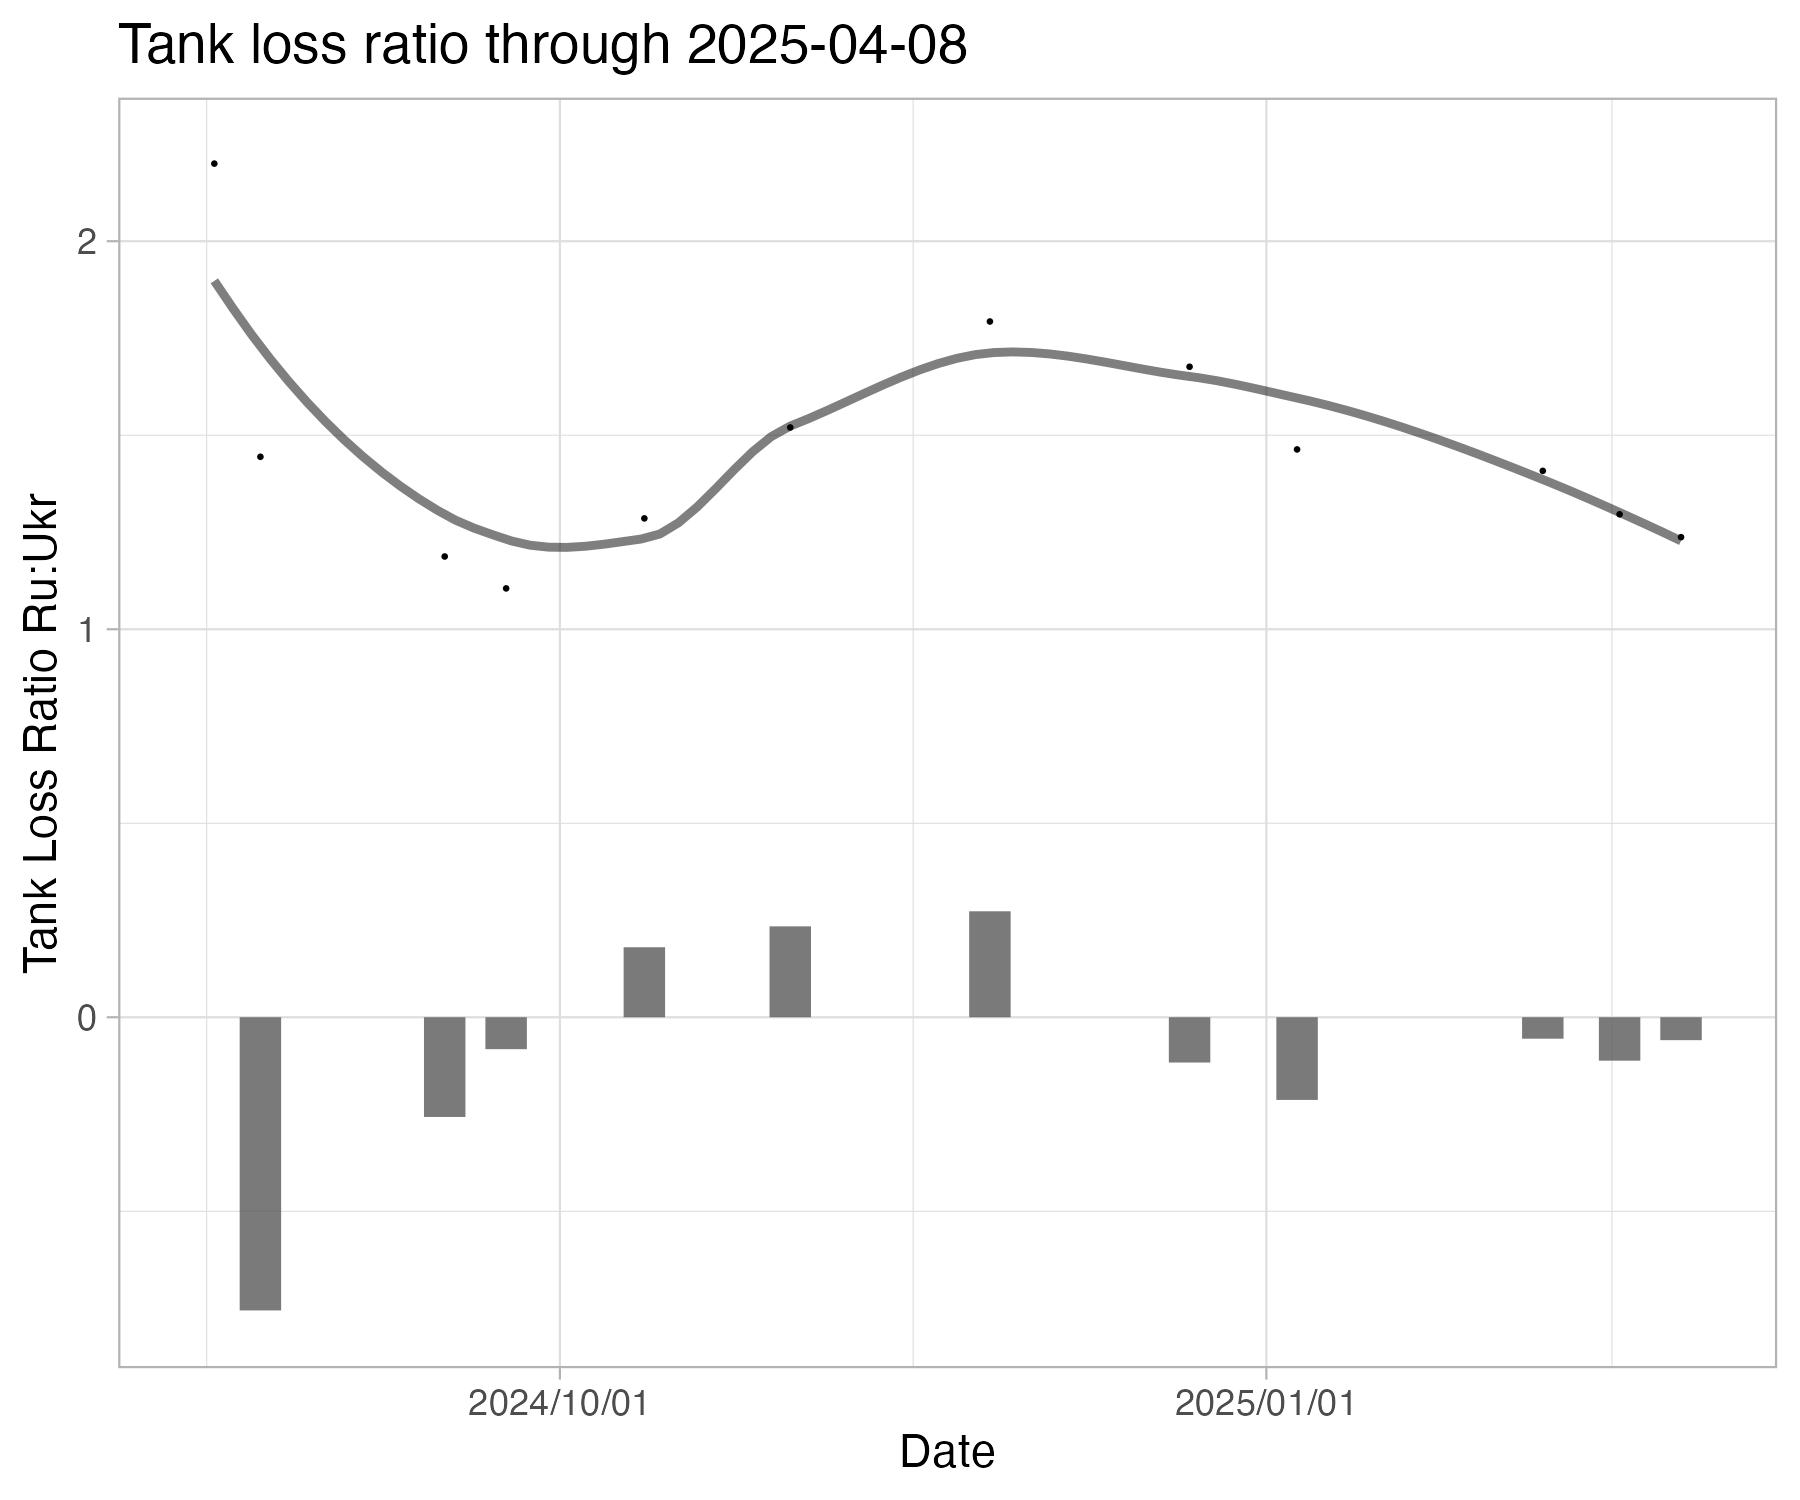 Tank loss ratio through 2025-04-08
Tank Loss Ratio Ru:Ukr
2
1
0
2024/10/01
2025/01/01
Date